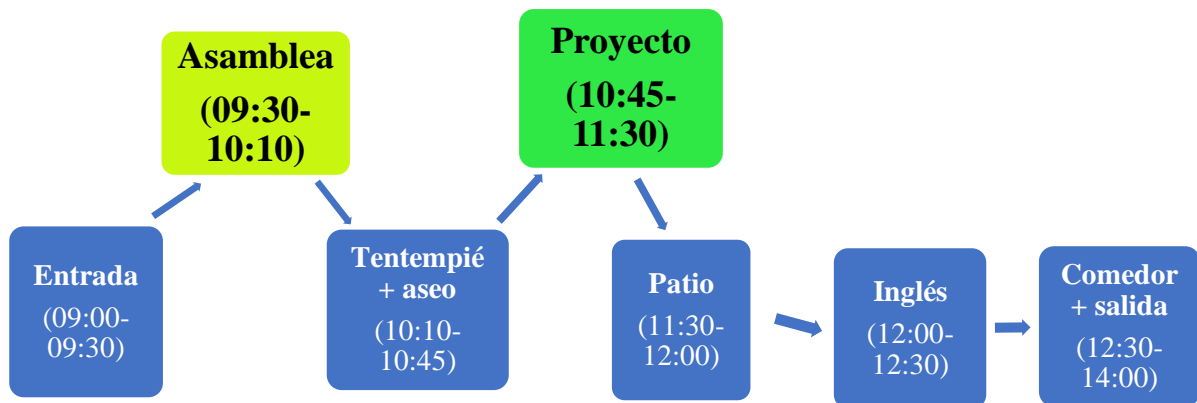 Entrada
(09:00-
09:30)
Asamblea
(09:30-
10:10)
Tentempié
+ aseo
(10:10-
10:45)
Proyecto
(10:45-
11:30)
Patio
(11:30-
12:00)
Inglés
(12:00-
12:30)
Comedor
+ salida
(12:30-
14:00)